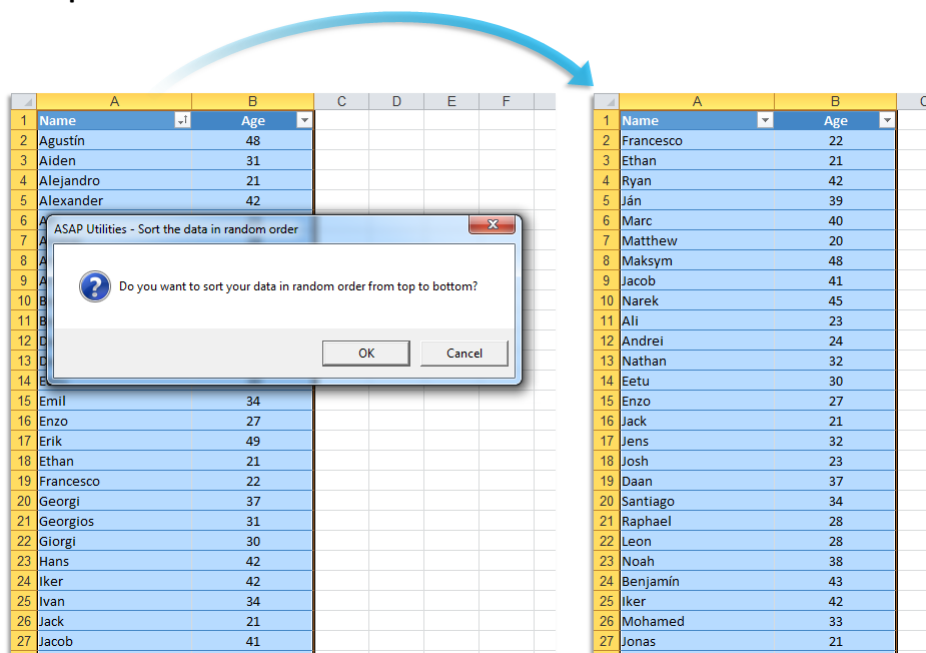 A B C D E F
1 Name Age
2 Agustín 48
3 Aiden 31
4 Alejandro 21
5 Alexander 42
6 A
7 A
8 A
9 A
10 B
11 B
12 D
13 D
14 E
ASAP Utilities - Sort the data in random order
Do you want to sort your data in random order from top to bottom?
OK Cancel
15 Emil 34
16 Enzo 27
17 Erik 49
18 Ethan 21
19 Francesco 22
20 Georgi 37
21 Georgios 31
22 Giorgi 30
23 Hans 42
24 Iker 42
25 Ivan 34
26 Jack 21
27 Jacob 41
A B C
1 Name Age
2 Francesco 22
3 Ethan 21
4 Ryan 42
5 Ján 39
6 Marc 40
7 Matthew 20
8 Maksym 48
9 Jacob 41
10 Narek 45
11 Ali 23
12 Andrei 24
13 Nathan 32
14 Eetu 30
15 Enzo 27
16 Jack 21
17 Jens 32
18 Josh 23
19 Daan 37
20 Santiago 34
21 Raphael 28
22 Leon 28
23 Noah 38
24 Benjamín 43
25 Iker 42
26 Mohamed 33
27 Jonas 21